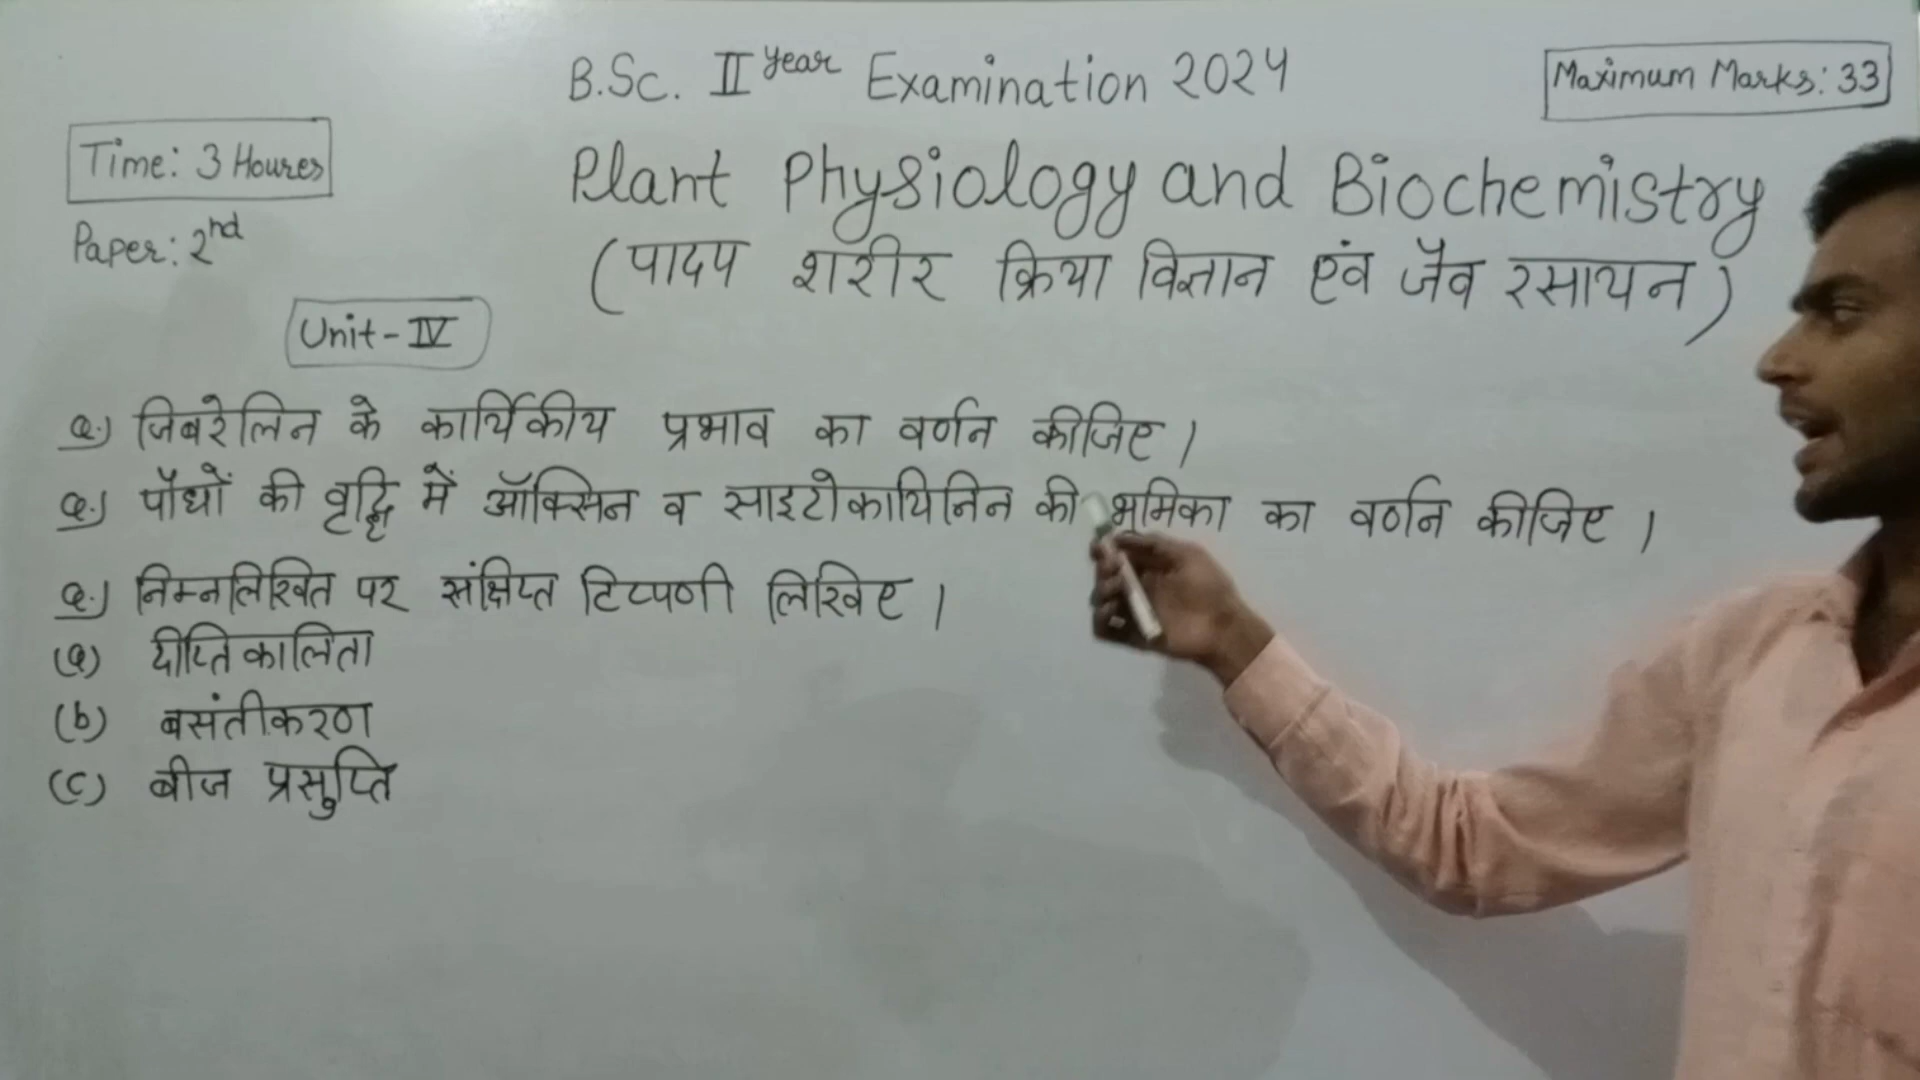 B.Sc. II year Examination 2024
Maximum Marks: 33
Time: 3 Houres
Plant Physiology and Biochemistry
Paper: 2nd
(पादप शरीर क्रिया विज्ञान एंव जैव रसायन)
Unit-IV
Q.) जिबरेलिन के कार्यिकीय प्रभाव का वर्णन कीजिए।
Q.) पौधों की वृद्धि में ऑक्सिन व साइटोकायिनिन की भूमिका का वर्णन कीजिए।
Q.) निम्नलिखित पर संक्षिप्त टिप्पणी लिखिए।
(a) दीप्तिकालिता
(b) बसंतीकरण
(c) बीज प्रसुप्ति